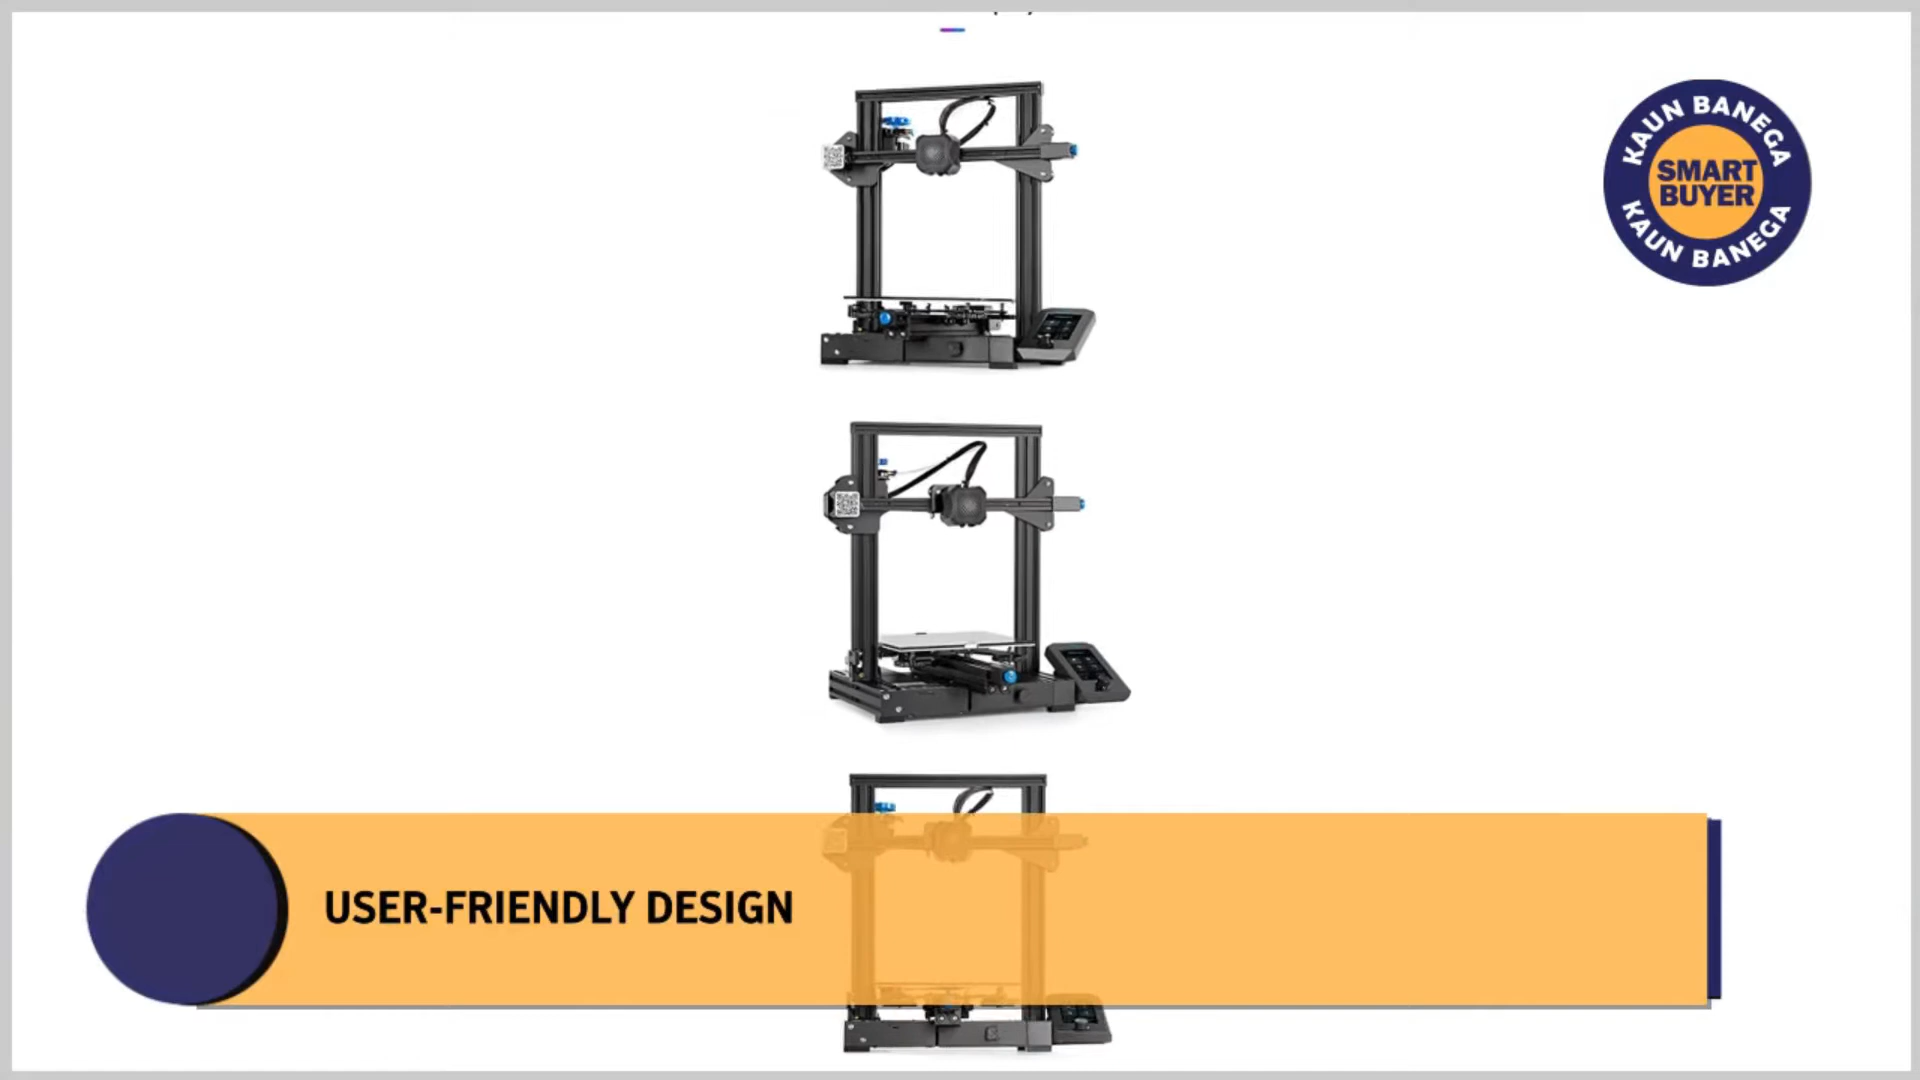 KAUN BANEGA
SMART
BUYER
KAUN BANEGA
USER-FRIENDLY DESIGN